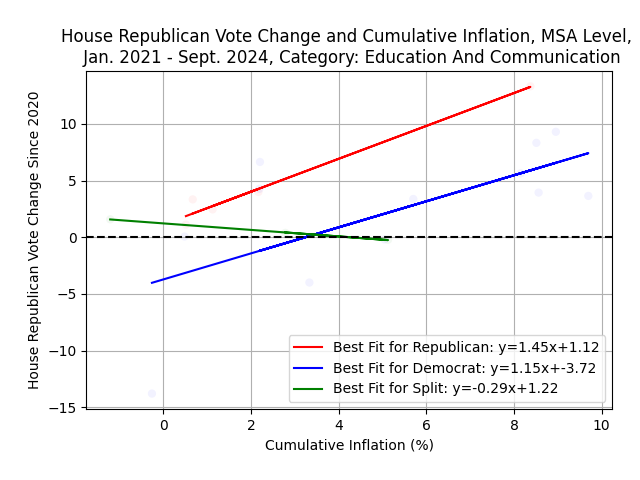 House Republican Vote Change and Cumulative Inflation, MSA Level,
Jan. 2021 - Sept. 2024, Category: Education And Communication
House Republican Vote Change Since 2020
10
5
0
−5
−10
−15
Best Fit for Republican: y=1.45x+1.12
Best Fit for Democrat: y=1.15x+-3.72
Best Fit for Split: y=-0.29x+1.22
0 2 4 6 8 10
Cumulative Inflation (%)